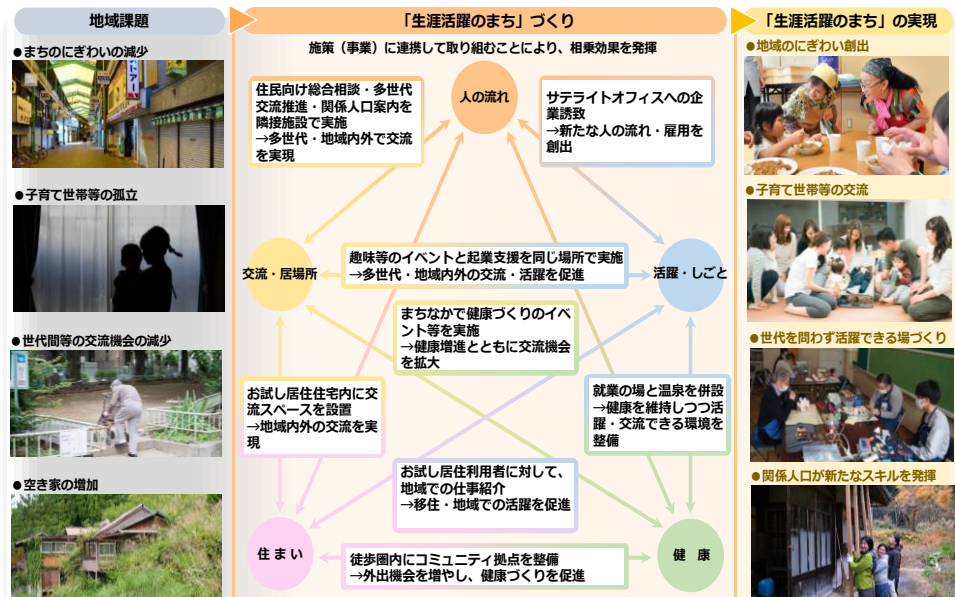 地域課題
●まちのにぎわいの減少
●子育て世帯等の孤立
●世代間等の交流機会の減少
●空き家の増加
「生涯活躍のまち」づくり
施策（事業）に連携して取り組むことにより、相乗効果を発揮
人の流れ
住民向け総合相談・多世代
交流推進・関係人口案内を
隣接施設で実施
→多世代・地域内外で交流
を実現
サテライトオフィスへの企
業誘致
→新たな人の流れ・雇用を
創出
交流・居場所
趣味等のイベントと起業支援を同じ場所で実施
→多世代・地域内外の交流・活躍を促進
活躍・しごと
まちなかで健康づくりのイベ
ント等を実施
→健康増進とともに交流機会
を拡大
お試し居住住宅内に交
流スペースを設置
→地域内外の交流を実
現
就業の場と温泉を併設
→健康を維持しつつ活
躍・交流できる環境を
整備
お試し居住利用者に対して、
地域での仕事紹介
→移住・地域での活躍を促進
住まい
徒歩圏内にコミュニティ拠点を整備
→外出機会を増やし、健康づくりを促進
健 康
「生涯活躍のまち」の実現
●地域のにぎわい創出
●子育て世帯等の交流
●世代を問わず活躍できる場づくり
●関係人口が新たなスキルを発揮